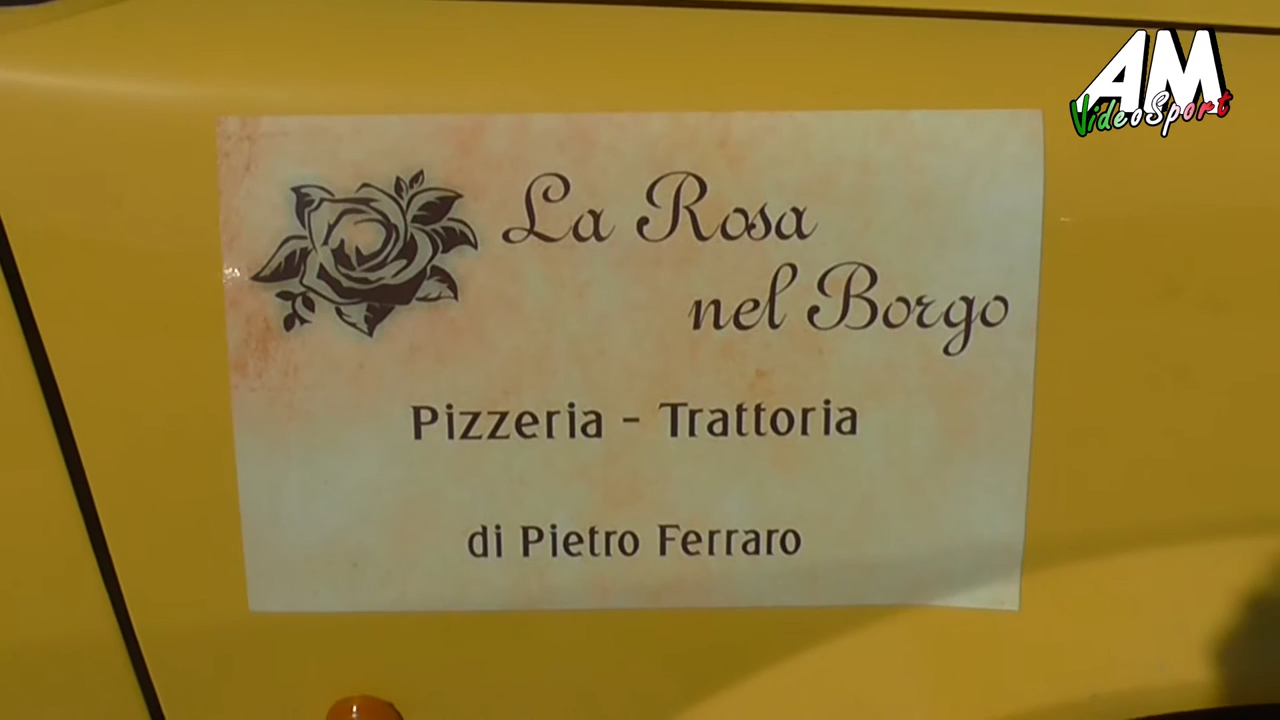 AM
VideoSport
La Rosa
nel Borgo
Pizzeria - Trattoria
di Pietro Ferraro